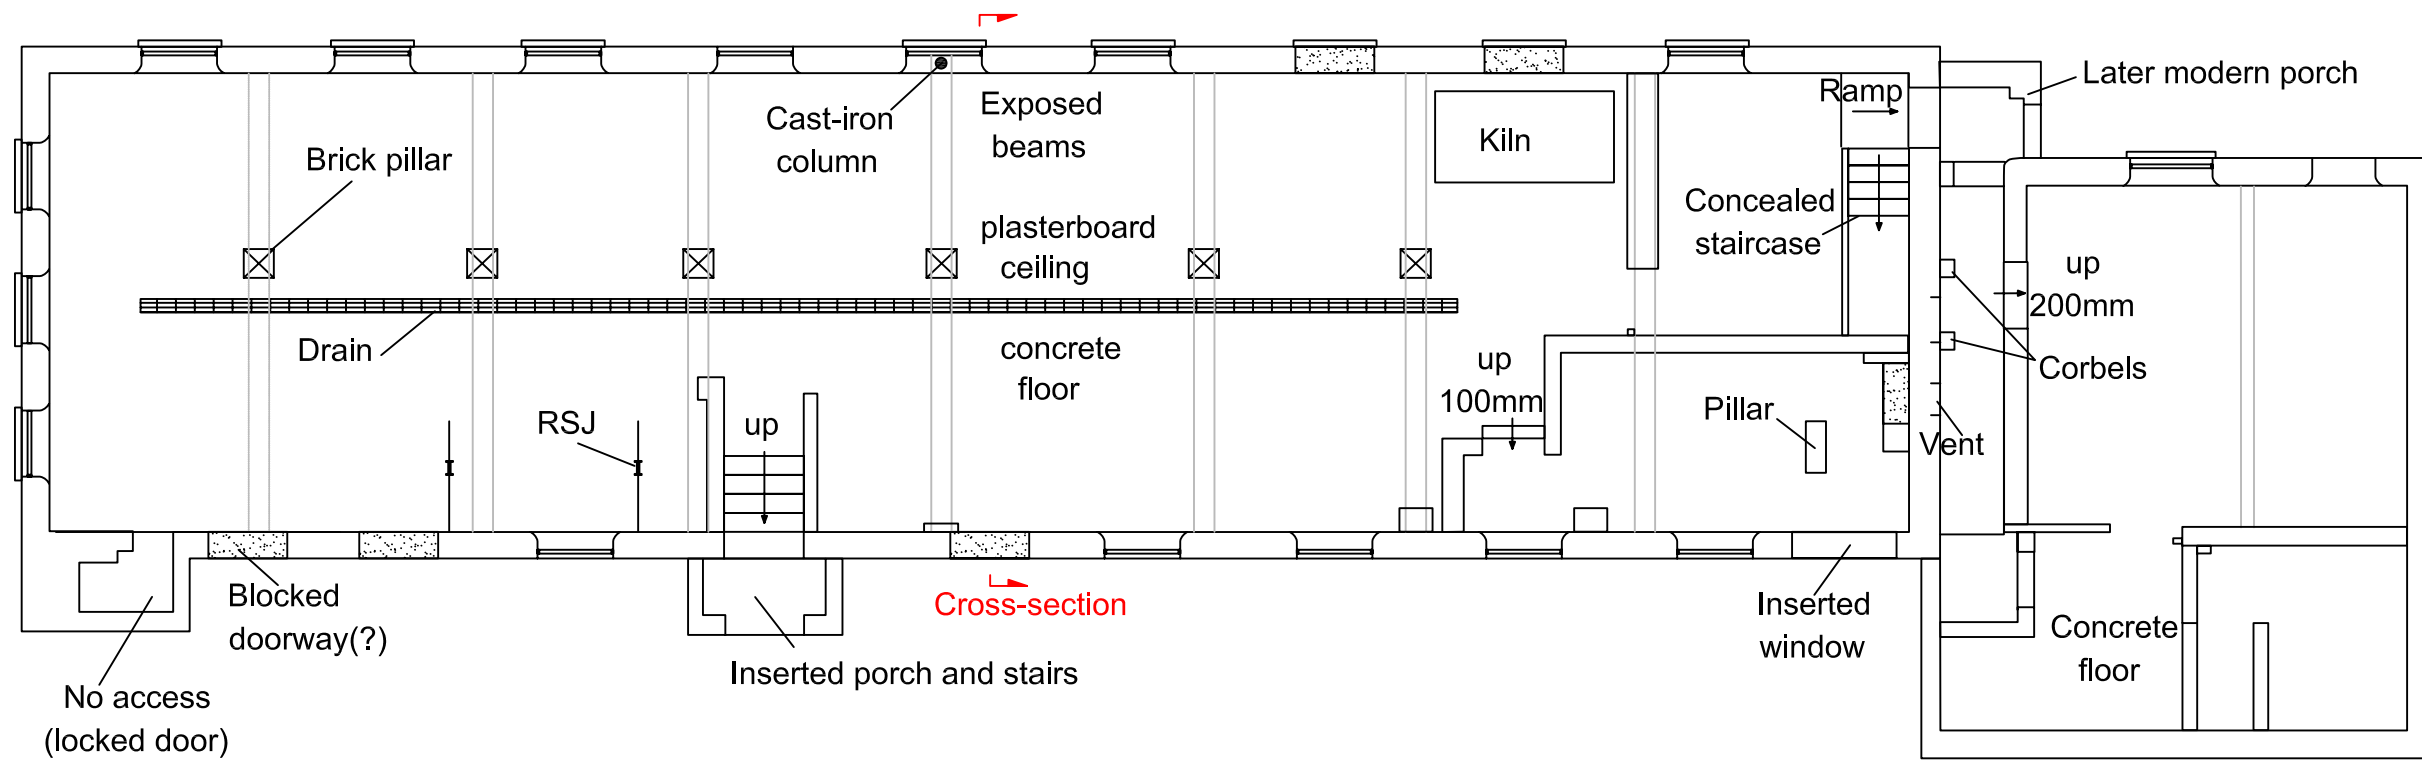 Later modern porch
Ramp
Cast-iron
column
Exposed
beams
Kiln
Brick pillar
Concealed
staircase
plasterboard
ceiling
up
200mm
Drain
concrete
floor
up
100mm
Corbels
RSJ
up
Pillar
Vent
Blocked
doorway(?)
Cross-section
Inserted
window
Concrete
floor
Inserted porch and stairs
No access
(locked door)